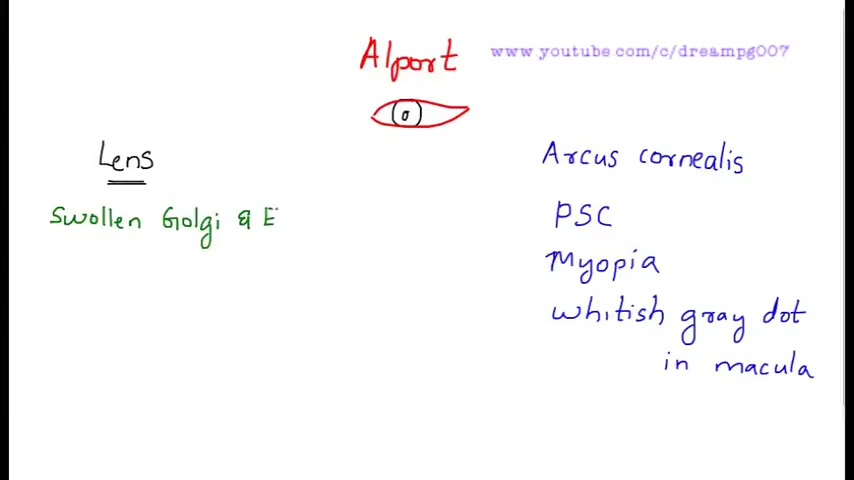 Alport
www.youtube.com/c/dreampg007
Lens
Swollen Golgi & E
Arcus cornealis
PSC
Myopia
Whitish gray dot
in macula